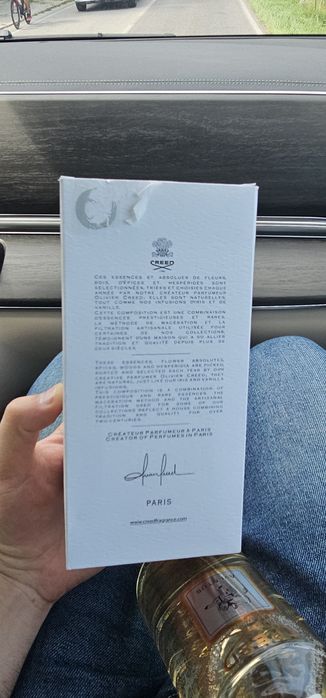 CREED
CES ESSENCES ET ABSOLUES DE FLEURS,
BOIS, D'ÉPICES ET HESPÉRIDÉS SONT
SÉLECTIONNÉES, TRIÉES ET CHOISIES CHAQUE
ANNÉE PAR NOTRE CRÉATEUR PARFUMEUR
OLIVIER CREED; ELLES SONT NATURELLES
TOUT COMME NOS INFUSIONS D'IRIS ET DE
VANILLE.
CETTE COMPOSITION EST UNE COMBINAISON
D'ESSENCES PRESTIGIEUSES ET RARES.
LA MÉTHODE DE MACÉRATION ET LA
FILTRATION ARTISANALE UTILISÉE POUR
CERTAINES DE NOS COLLECTIONS,
TÉMOIGNENT D'UNE MAISON QUI A SU ALLIER
TRADITION ET QUALITÉ DEPUIS PLUS DE
DEUX SIÈCLES.
THESE ESSENCES FLOWER ABSOLUTES,
SPICES, WOODS AND HESPERIDS ARE PICKED,
SORTED AND SELECTED EACH YEAR BY OUR
CREATIVE PERFUMER OLIVIER CREED; ALL
ARE NATURAL, JUST LIKE OUR IRIS AND VANILLA
INFUSIONS.
THIS COMPOSITION IS A COMBINATION OF
PRESTIGIOUS AND RARE ESSENCES. THE
MACERATION METHOD AND THE ARTISANAL
FILTRATION USED FOR SOME OF OUR
COLLECTIONS REFLECT A HOUSE COMBINING
TRADITION AND QUALITY FOR OVER
TWO CENTURIES.
CRÉATEUR PARFUMEUR À PARIS
CREATOR OF PERFUMES IN PARIS
PARIS
www.creedfragrance.com